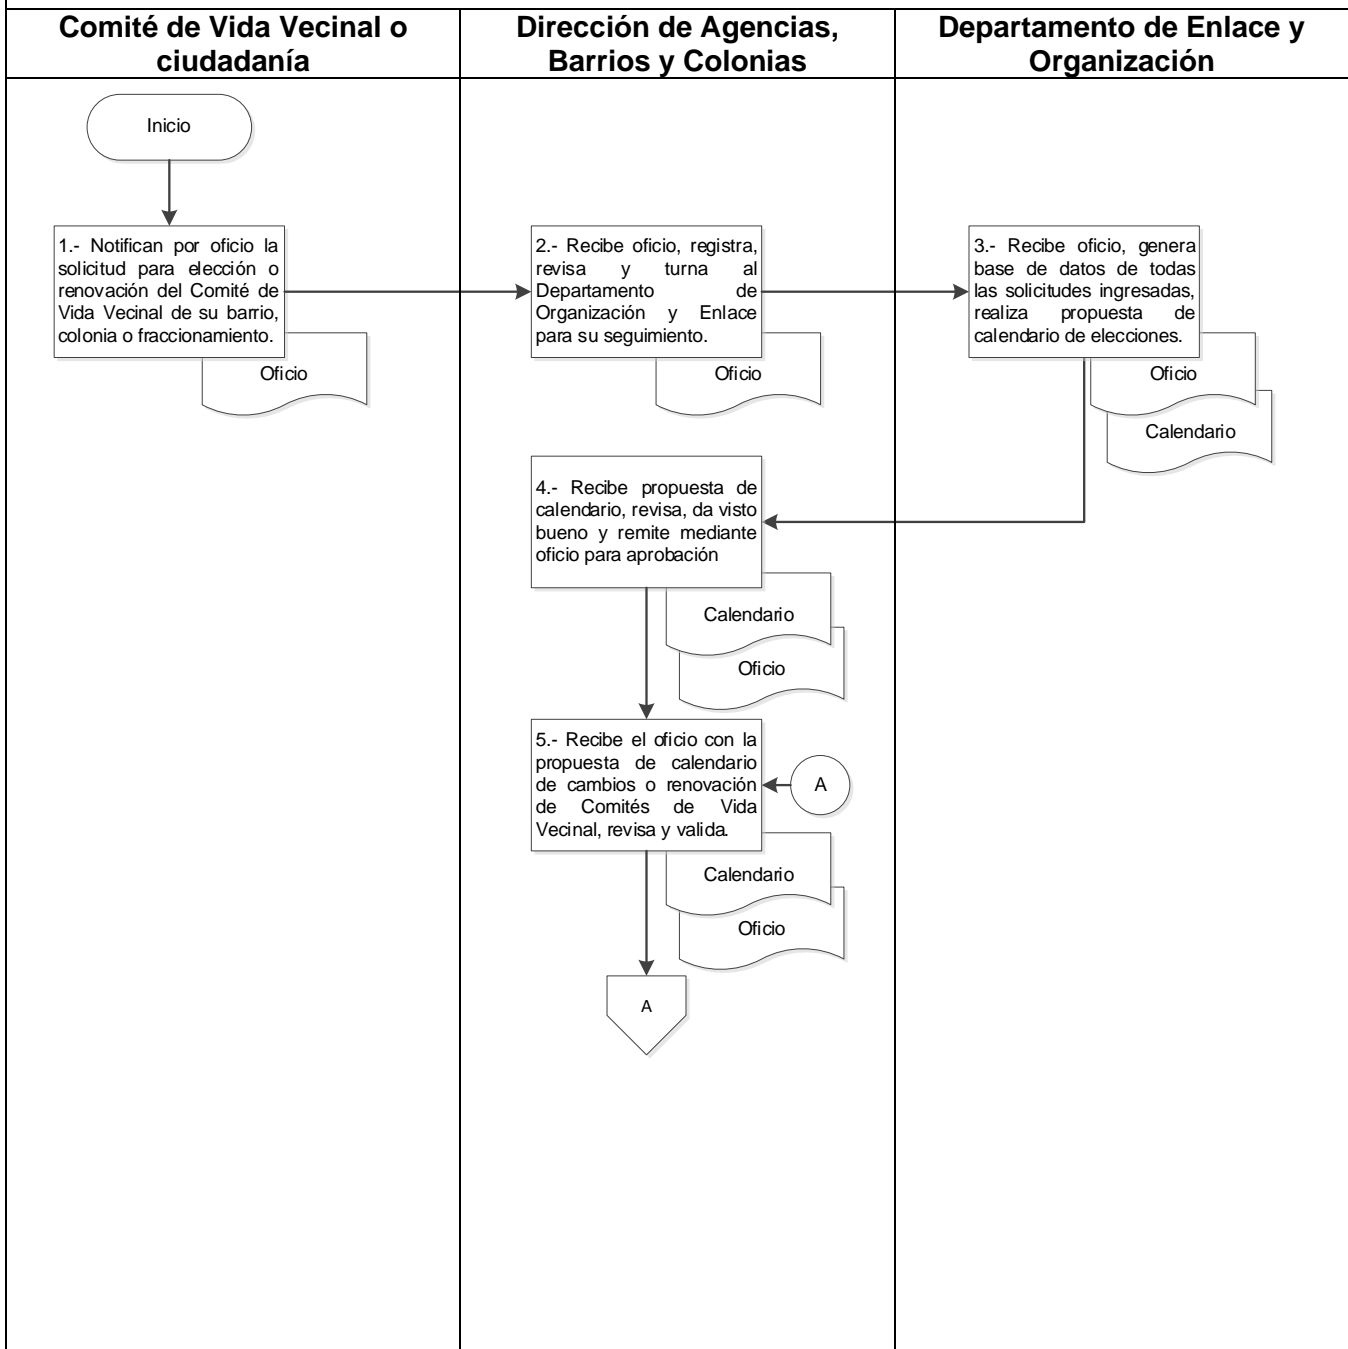 Comité de Vida Vecinal o
ciudadanía
Dirección de Agencias,
Barrios y Colonias
Departamento de Enlace y
Organización
Inicio
1.- Notifican por oficio la
solicitud para elección o
renovación del Comité de
Vida Vecinal de su barrio,
colonia o fraccionamiento.
Oficio
2.- Recibe oficio, registra,
revisa y turna al
Departamento de
Organización y Enlace
para su seguimiento.
Oficio
3.- Recibe oficio, genera
base de datos de todas
las solicitudes ingresadas,
realiza propuesta de
calendario de elecciones.
Oficio
Calendario
4.- Recibe propuesta de
calendario, revisa, da visto
bueno y remite mediante
oficio para aprobación
Calendario
Oficio
5.- Recibe el oficio con la
propuesta de calendario
de cambios o renovación
de Comités de Vida
Vecinal, revisa y valida.
A
Calendario
Oficio
A